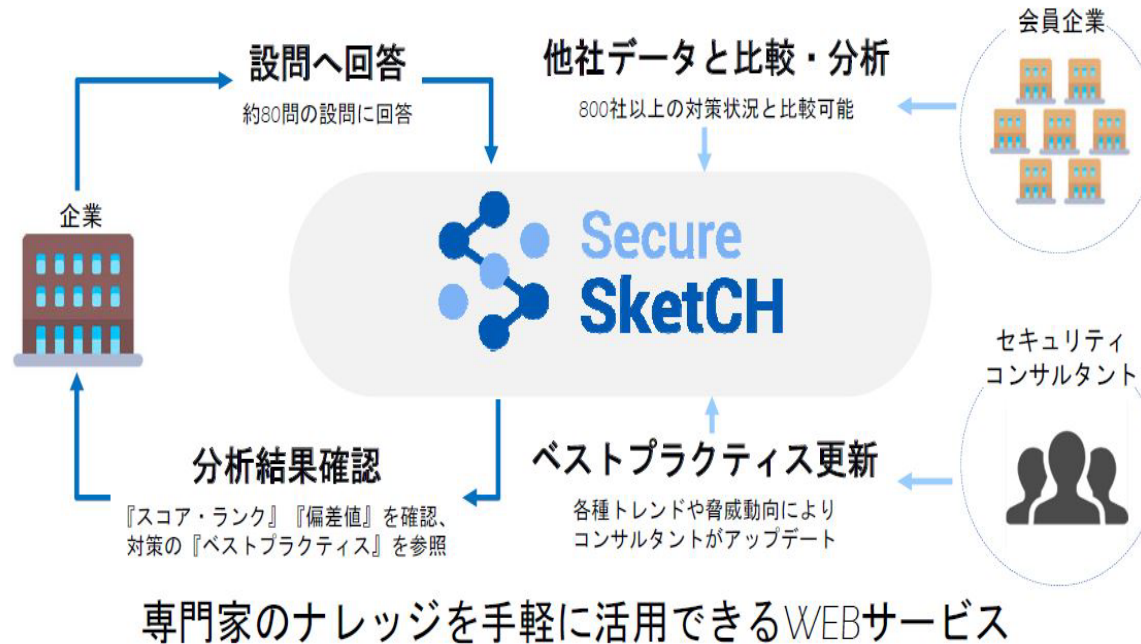 設問へ回答
約80問の設問に回答
他社データと比較・分析
800社以上の対策状況と比較可能
会員企業
企業
Secure
SketCH
セキュリティ
コンサルタント
分析結果確認
『スコア・ランク』『偏差値』を確認、
対策の『ベストプラクティス』を参照
ベストプラクティス更新
各種トレンドや脅威動向により
コンサルタントがアップデート
専門家のナレッジを手軽に活用できるWEBサービス